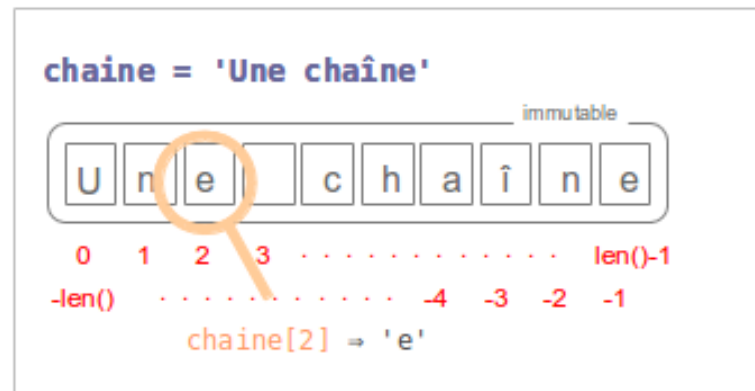 chaine = 'Une chaîne'
immutable
U n e c h a î n e
0 1 2 3 . . . . . . . . . . . . len()-1
-len() . . . . . . . . . . . -4 -3 -2 -1
chaine[2] ⇒ 'e'